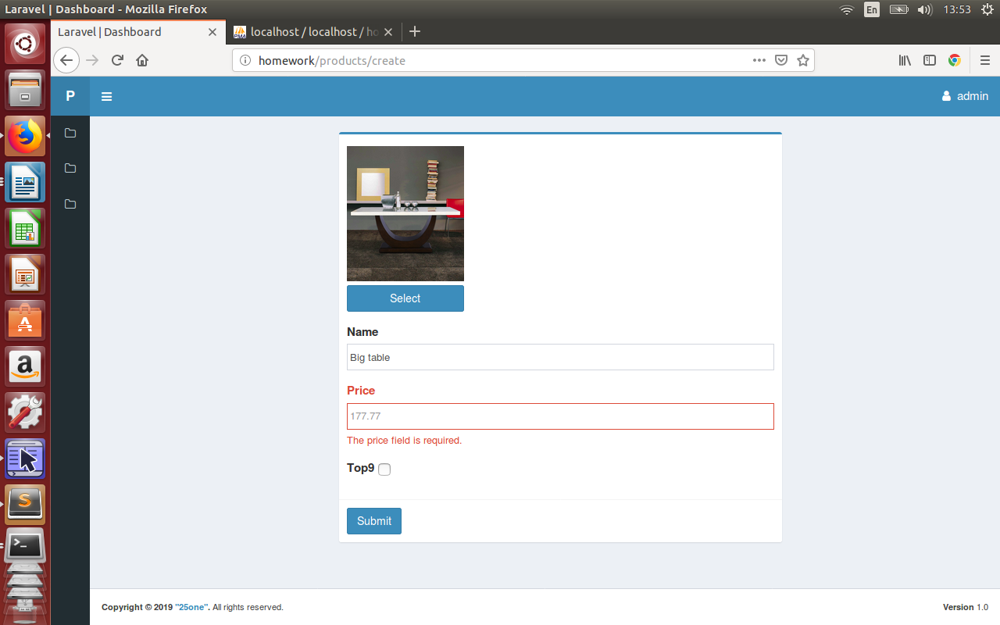 Laravel | Dashboard - Mozilla Firefox
En
13:53
Laravel | Dashboard
PMA
localhost / localhost / ho
homework/products/create
P
admin
Select
Name
Big table
Price
177.77
The price field is required.
Top9
Submit
Copyright © 2019 "25one". All rights reserved.
Version 1.0